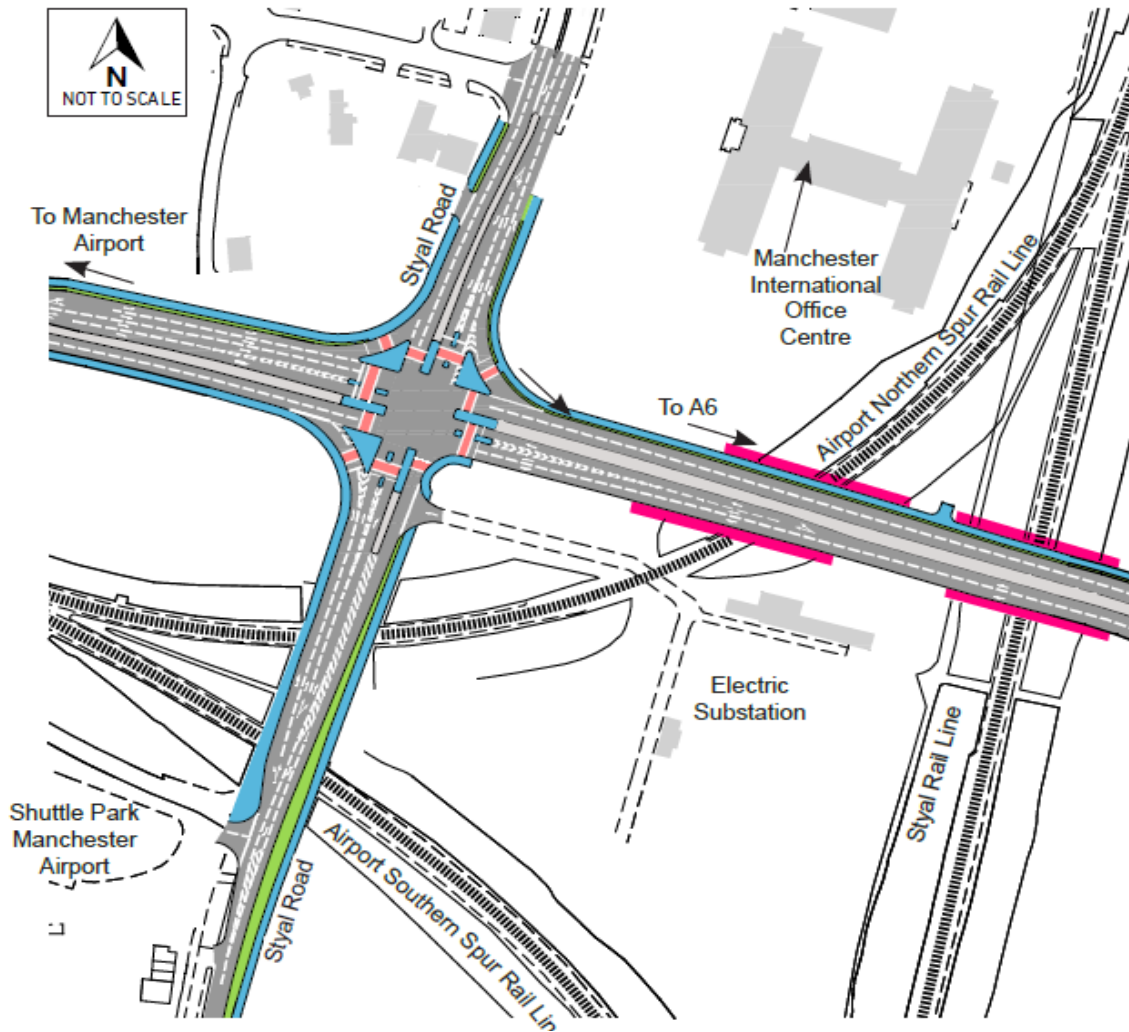 N
NOT TO SCALE
To Manchester
Airport
Styal Road
Manchester
International
Office
Centre
Airport Northern Spur Rail Line
To A6
Electric
Substation
Styal Rail Line
Shuttle Park
Manchester
Airport
Styal Road
Airport Southern Spur Rail Lin